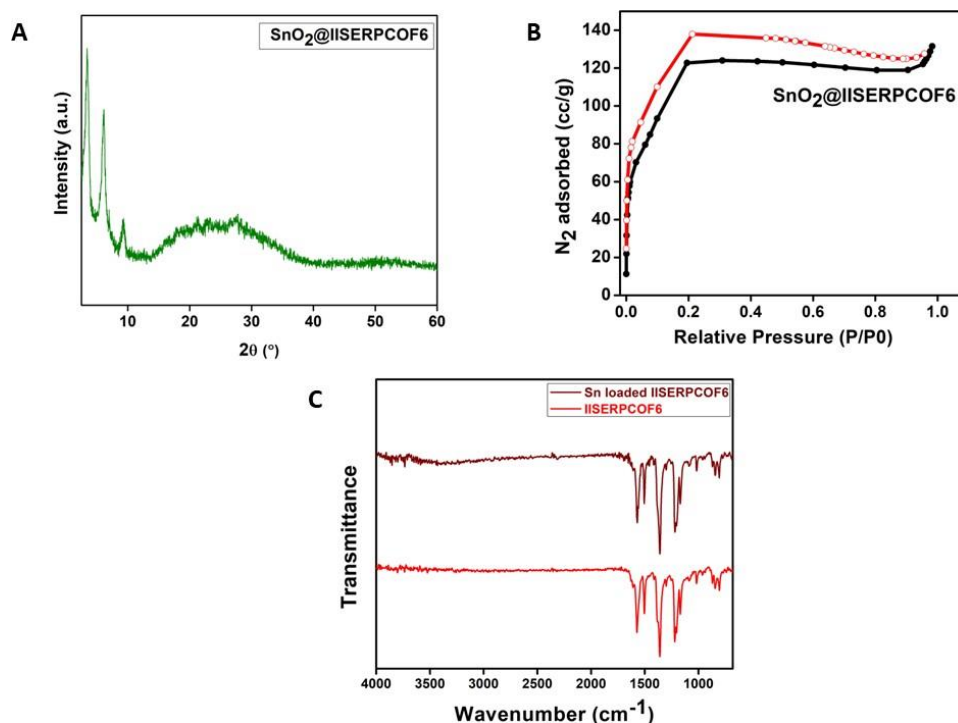 A
SnO2@IISERPCOF6
Intensity (a.u.)
10 20 30 40 50 60
2θ (°)
B
140
120
100
80
60
40
20
0
N2 adsorbed (cc/g)
SnO2@IISERPCOF6
0.0 0.2 0.4 0.6 0.8 1.0
Relative Pressure (P/P0)
C
Sn loaded IISERPCOF6
IISERPCOF6
Transmittance
4000 3500 3000 2500 2000 1500 1000
Wavenumber (cm-1)